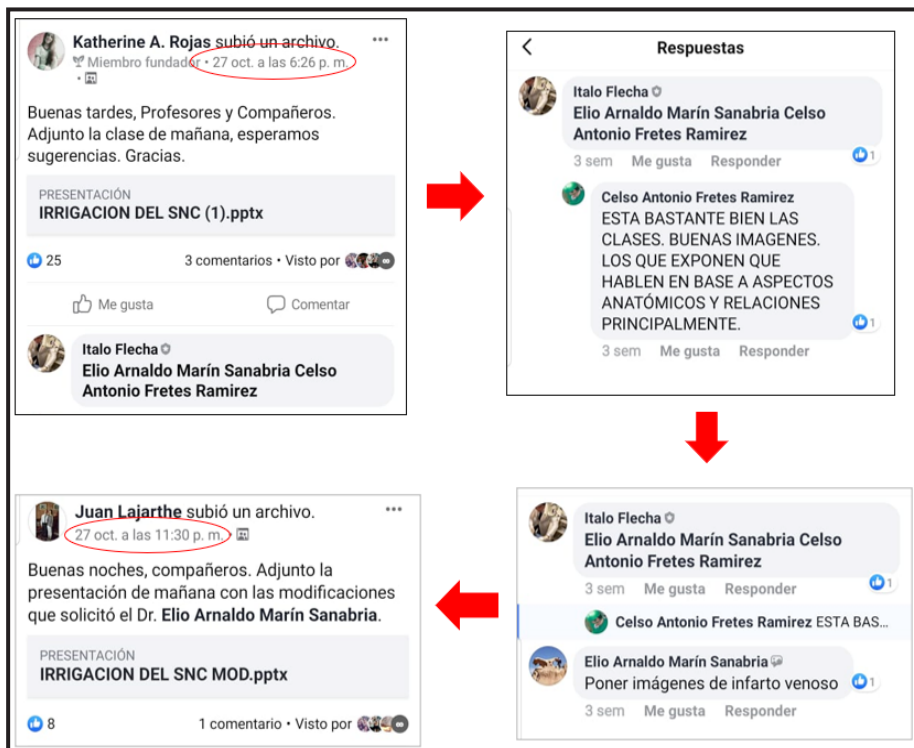 Katherine A. Rojas subió un archivo.
Miembro fundador • 27 oct. a las 6:26 p. m.
Buenas tardes, Profesores y Compañeros.
Adjunto la clase de mañana, esperamos
sugerencias. Gracias.
PRESENTACIÓN
IRRIGACION DEL SNC (1).pptx
25
3 comentarios • Visto por
Me gusta
Comentar
Italo Flecha
Elio Arnaldo Marín Sanabria Celso
Antonio Fretes Ramirez
Respuestas
Italo Flecha
Elio Arnaldo Marín Sanabria Celso
Antonio Fretes Ramirez
3 sem Me gusta Responder
1
Celso Antonio Fretes Ramirez
ESTA BASTANTE BIEN LAS
CLASES. BUENAS IMAGENES.
LOS QUE EXPONEN QUE
HABLEN EN BASE A ASPECTOS
ANATÓMICOS Y RELACIONES
PRINCIPALMENTE.
1
3 sem Me gusta Responder
Italo Flecha
Elio Arnaldo Marín Sanabria Celso
Antonio Fretes Ramirez
3 sem Me gusta Responder
1
Celso Antonio Fretes Ramirez ESTA BAS...
Elio Arnaldo Marín Sanabria
Poner imágenes de infarto venoso
1
3 sem Me gusta Responder
Juan Lajarthe subió un archivo.
27 oct. a las 11:30 p. m.
Buenas noches, compañeros. Adjunto la
presentación de mañana con las modificaciones
que solicitó el Dr. Elio Arnaldo Marín Sanabria.
PRESENTACIÓN
IRRIGACION DEL SNC MOD.pptx
8
1 comentario • Visto por